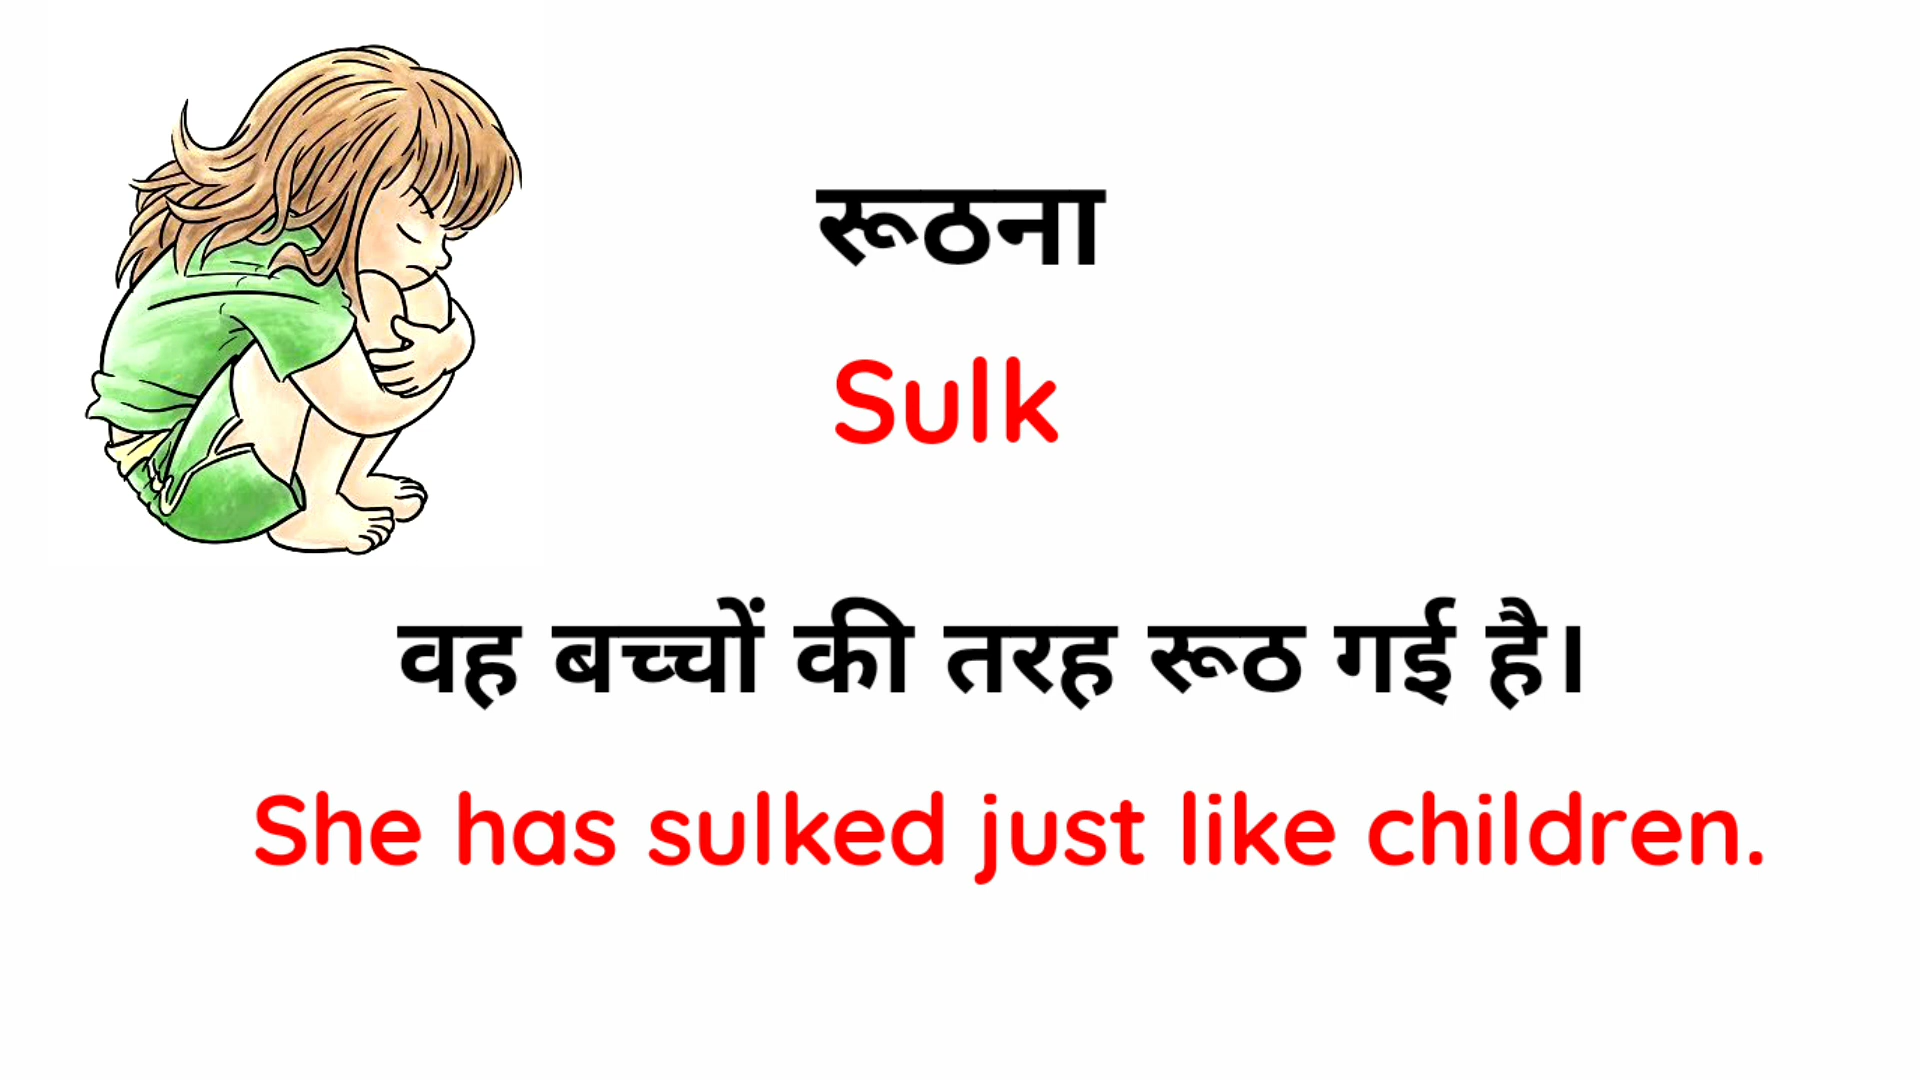 रूठना
Sulk
वह बच्चों की तरह रूठ गई है।
She has sulked just like children.